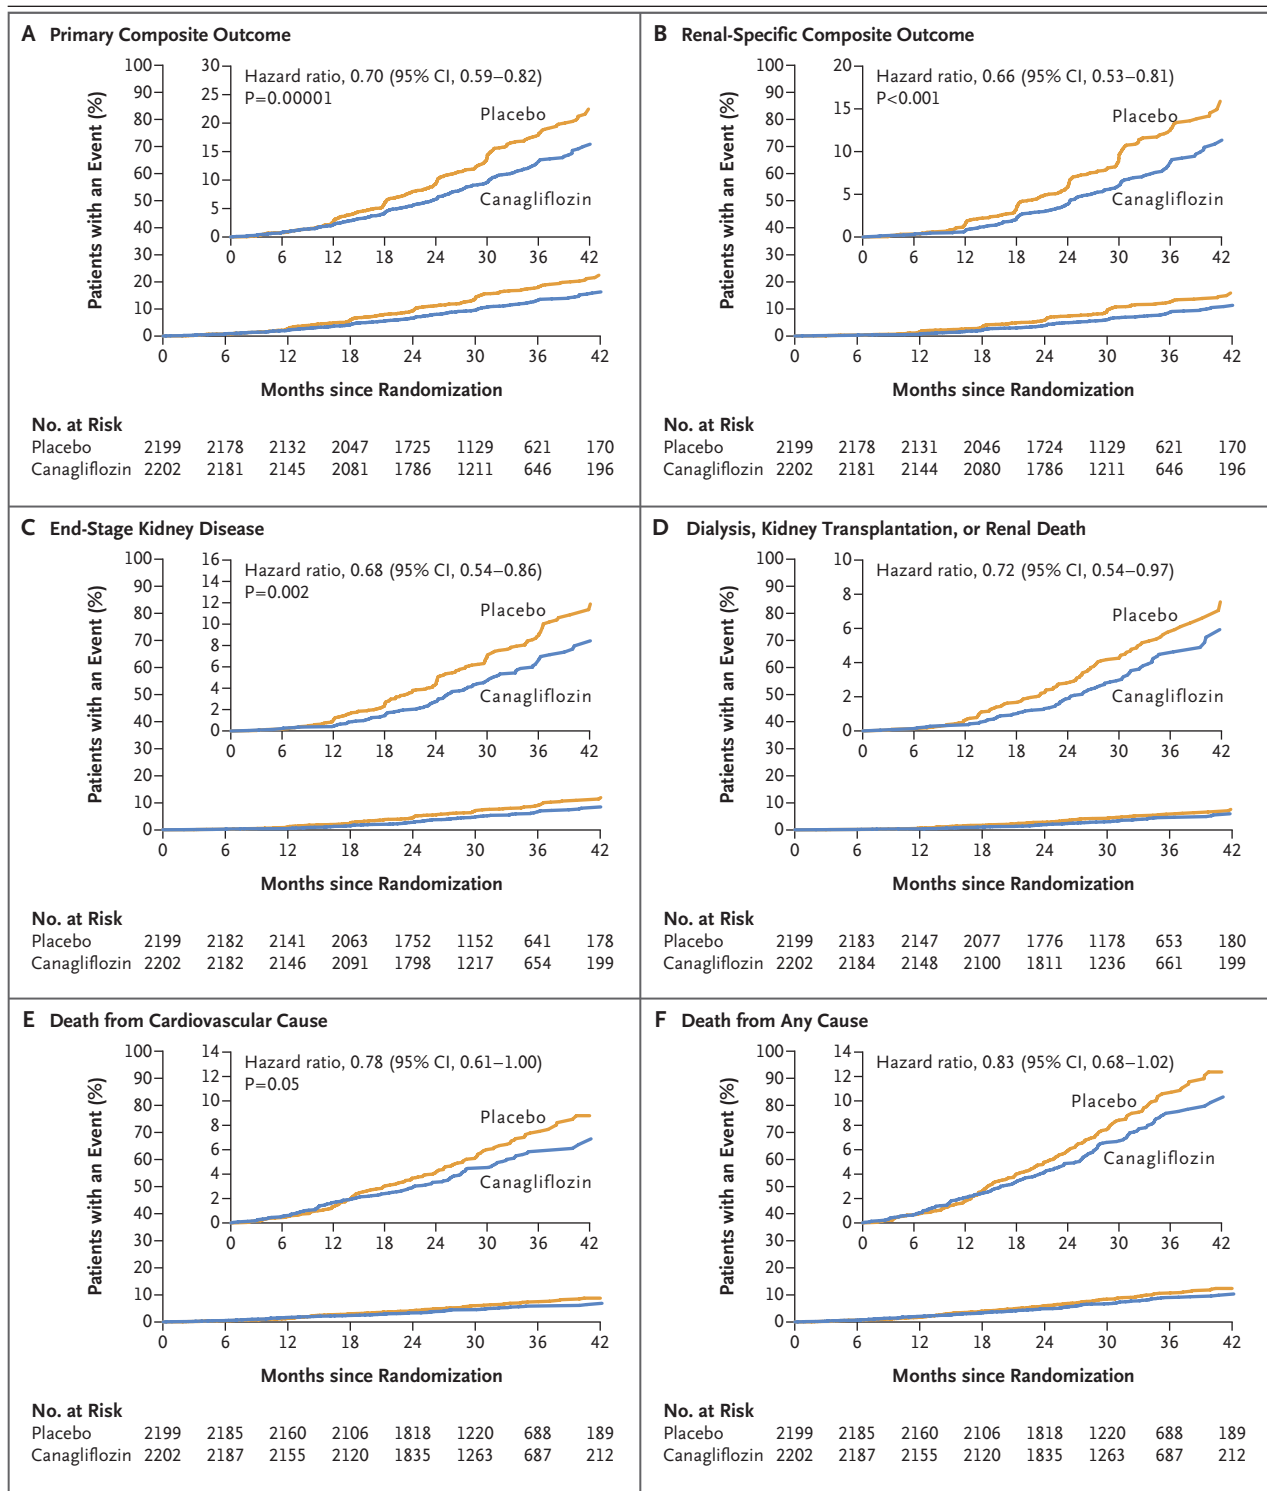 A Primary Composite Outcome
Patients with an Event (%)
100
90
80
70
60
50
40
30
20
10
0
30
25
20
15
10
5
0
Hazard ratio, 0.70 (95% CI, 0.59–0.82)
P=0.00001
Placebo
Canagliflozin
0 6 12 18 24 30 36 42
0 6 12 18 24 30 36 42
Months since Randomization
No. at Risk
Placebo 2199 2178 2132 2047 1725 1129 621 170
Canagliflozin 2202 2181 2145 2081 1786 1211 646 196
B Renal-Specific Composite Outcome
Patients with an Event (%)
100
90
80
70
60
50
40
30
20
10
0
20
15
10
5
0
Hazard ratio, 0.66 (95% CI, 0.53–0.81)
P<0.001
Placebo
Canagliflozin
0 6 12 18 24 30 36 42
0 6 12 18 24 30 36 42
Months since Randomization
No. at Risk
Placebo 2199 2178 2131 2046 1724 1129 621 170
Canagliflozin 2202 2181 2144 2080 1786 1211 646 196
C End-Stage Kidney Disease
Patients with an Event (%)
100
90
80
70
60
50
40
30
20
10
0
16
14
12
10
8
6
4
2
0
Hazard ratio, 0.68 (95% CI, 0.54–0.86)
P=0.002
Placebo
Canagliflozin
0 6 12 18 24 30 36 42
0 6 12 18 24 30 36 42
Months since Randomization
No. at Risk
Placebo 2199 2182 2141 2063 1752 1152 641 178
Canagliflozin 2202 2182 2146 2091 1798 1217 654 199
D Dialysis, Kidney Transplantation, or Renal Death
Patients with an Event (%)
100
90
80
70
60
50
40
30
20
10
0
10
8
6
4
2
0
Hazard ratio, 0.72 (95% CI, 0.54–0.97)
Placebo
Canagliflozin
0 6 12 18 24 30 36 42
0 6 12 18 24 30 36 42
Months since Randomization
No. at Risk
Placebo 2199 2183 2147 2077 1776 1178 653 180
Canagliflozin 2202 2184 2148 2100 1811 1236 661 199
E Death from Cardiovascular Cause
Patients with an Event (%)
100
90
80
70
60
50
40
30
20
10
0
14
12
10
8
6
4
2
0
Hazard ratio, 0.78 (95% CI, 0.61–1.00)
P=0.05
Placebo
Canagliflozin
0 6 12 18 24 30 36 42
0 6 12 18 24 30 36 42
Months since Randomization
No. at Risk
Placebo 2199 2185 2160 2106 1818 1220 688 189
Canagliflozin 2202 2187 2155 2120 1835 1263 687 212
F Death from Any Cause
Patients with an Event (%)
100
90
80
70
60
50
40
30
20
10
0
14
12
10
8
6
4
2
0
Hazard ratio, 0.83 (95% CI, 0.68–1.02)
Placebo
Canagliflozin
0 6 12 18 24 30 36 42
0 6 12 18 24 30 36 42
Months since Randomization
No. at Risk
Placebo 2199 2185 2160 2106 1818 1220 688 189
Canagliflozin 2202 2187 2155 2120 1835 1263 687 212